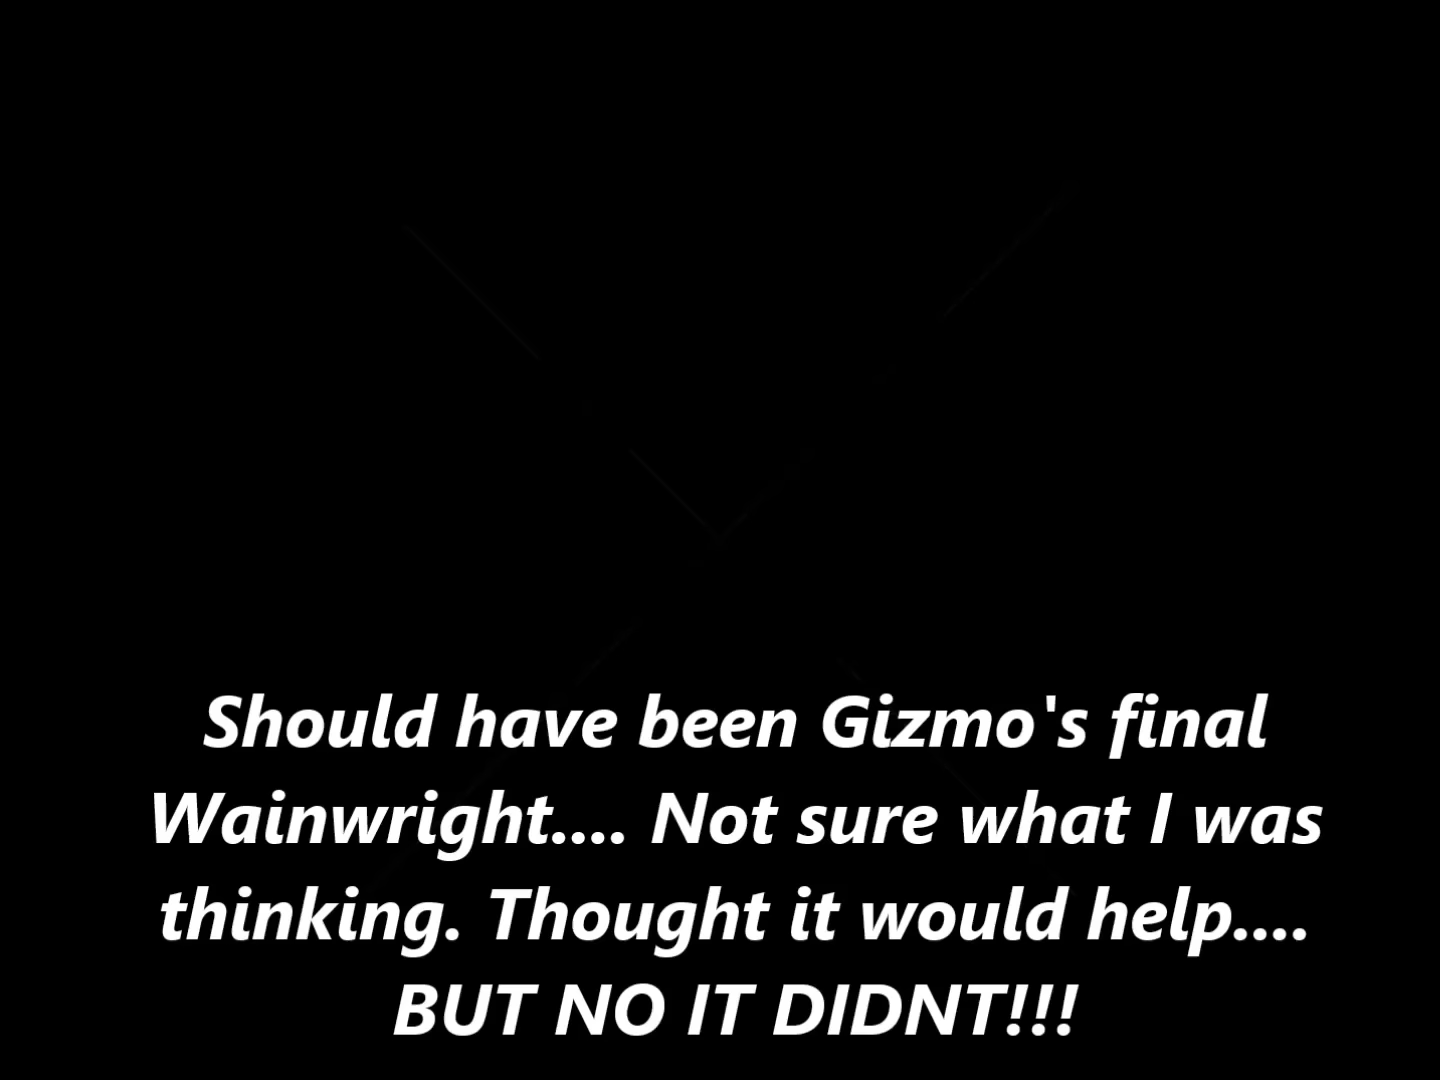 Should have been Gizmo's final
Wainwright.... Not sure what I was
thinking. Thought it would help....
BUT NO IT DIDNT!!!